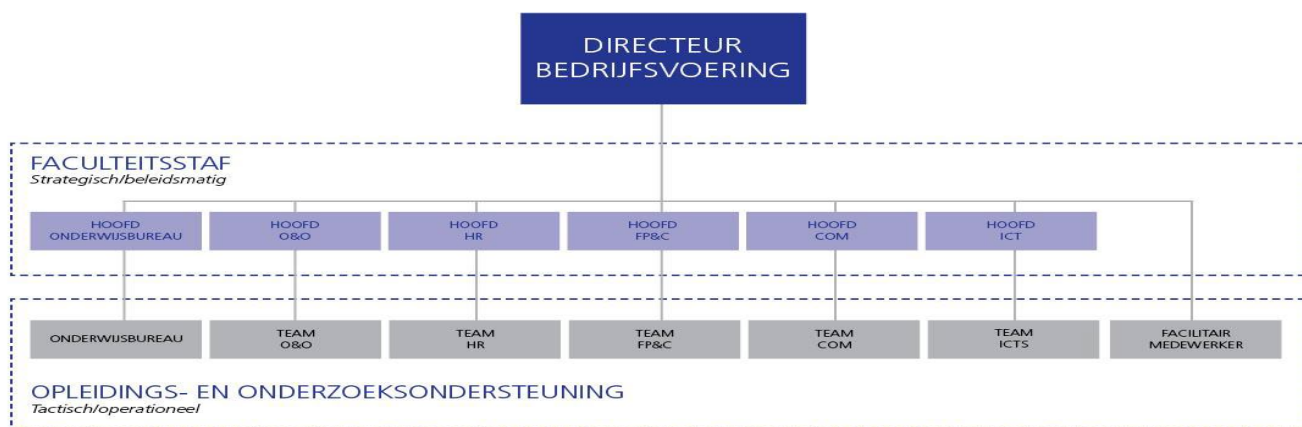 DIRECTEUR
BEDRIJFSVOERING
FACULTEITSSTAF
Strategisch/beleidsmatig
HOOFD
ONDERWIJSBUREAU
HOOFD
O&O
HOOFD
HR
HOOFD
FP&C
HOOFD
COM
HOOFD
ICT
ONDERWIJSBUREAU
TEAM
O&O
TEAM
HR
TEAM
FP&C
TEAM
COM
TEAM
ICTS
FACILITAIR
MEDEWERKER
OPLEIDINGS- EN ONDERZOEKSONDERSTEUNING
Tactisch/operationeel